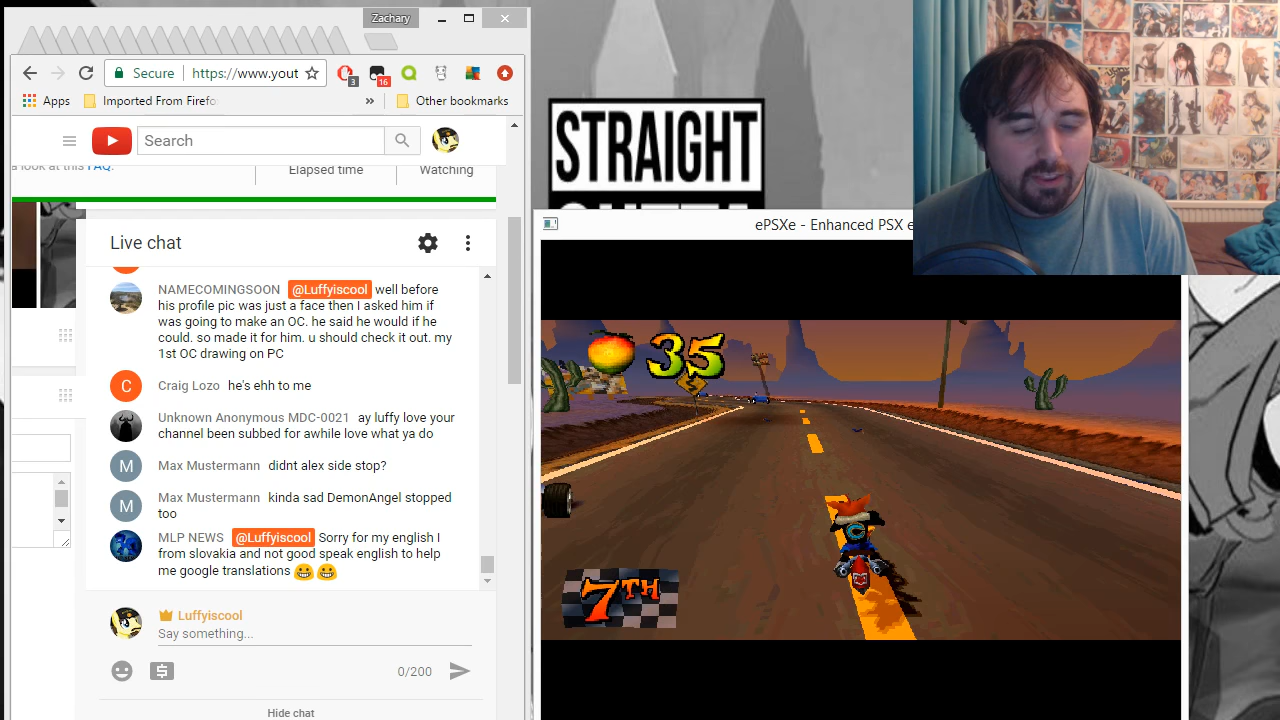 Zachary
Secure
https://www.yout
3
16
Apps
Imported From Firefo
»
Other bookmarks
Search
a look at this FAQ.
Elapsed time
Watching
Live chat
NAMECOMINGSOON @Luffyiscool well before
his profile pic was just a face then I asked him if
was going to make an OC. he said he would if he
could. so made it for him. u should check it out. my
1st OC drawing on PC
C
Craig Lozo he's ehh to me
Unknown Anonymous MDC-0021 ay luffy love your
channel been subbed for awhile love what ya do
M
Max Mustermann didnt alex side stop?
M
Max Mustermann kinda sad DemonAngel stopped
too
MLP NEWS @Luffyiscool Sorry for my english I
from slovakia and not good speak english to help
me google translations
Luffyiscool
Say something...
0/200
Hide chat
STRAIGHT
ePSXe - Enhanced PSX e
35
7TH